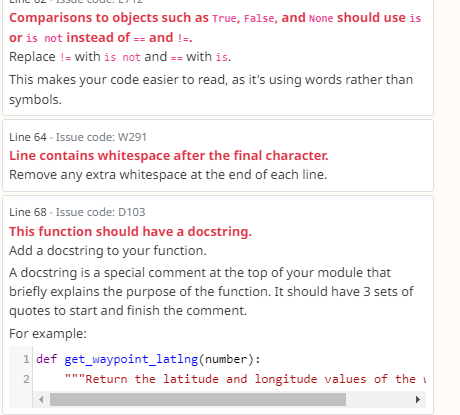 Line 62 - Issue code: E712
Comparisons to objects such as True, False, and None should use is
or is not instead of == and !=.
Replace != with is not and == with is.
This makes your code easier to read, as it's using words rather than
symbols.
Line 64 - Issue code: W291
Line contains whitespace after the final character.
Remove any extra whitespace at the end of each line.
Line 68 - Issue code: D103
This function should have a docstring.
Add a docstring to your function.
A docstring is a special comment at the top of your module that
briefly explains the purpose of the function. It should have 3 sets of
quotes to start and finish the comment.
For example:
1 def get_waypoint_latlng(number):
2 """Return the latitude and longitude values of the